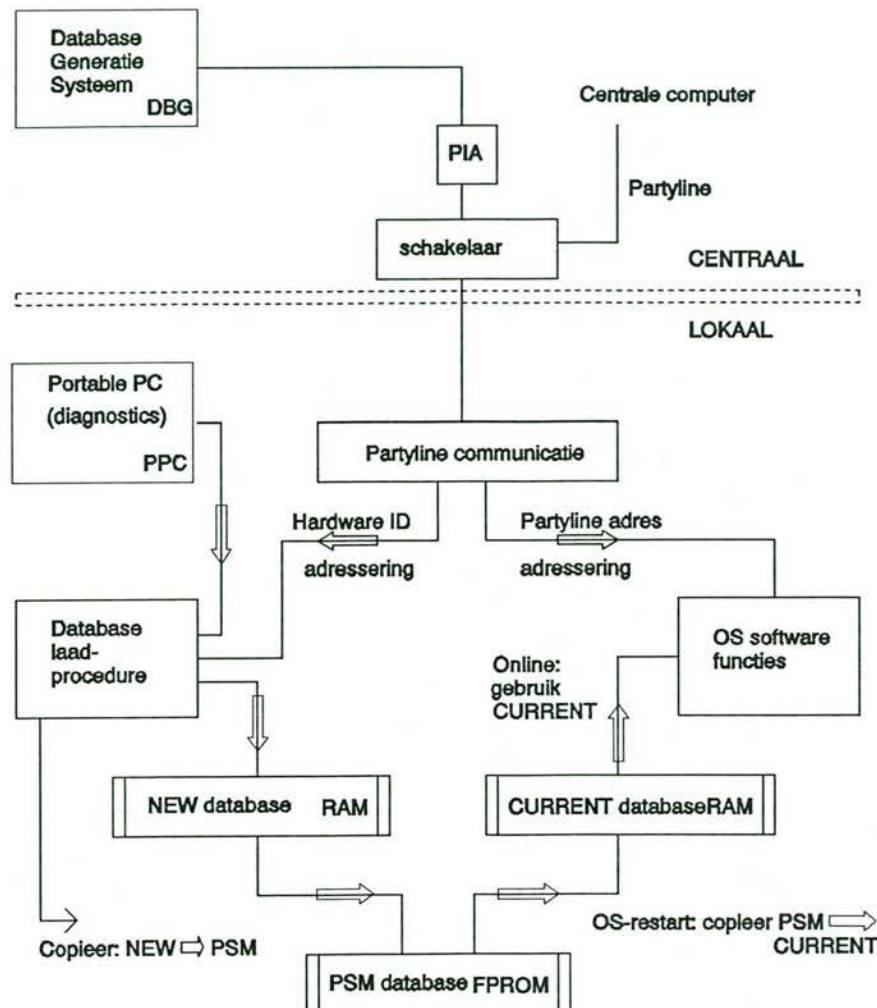 Database
Generatie
Systeem
DBG
Centrale computer
PIA
Partyline
schakelaar
CENTRAAL
LOKAAL
Portable PC
(diagnostics)
PPC
Partyline communicatie
Hardware ID
adressering
Partyline adres
adressering
Database
laad-
procedure
OS software
functies
Online:
gebruik
CURRENT
NEW database RAM
CURRENT databaseRAM
Copieer: NEW ⇨ PSM
OS-restart: copieer PSM ⇨
CURRENT
PSM database FPROM